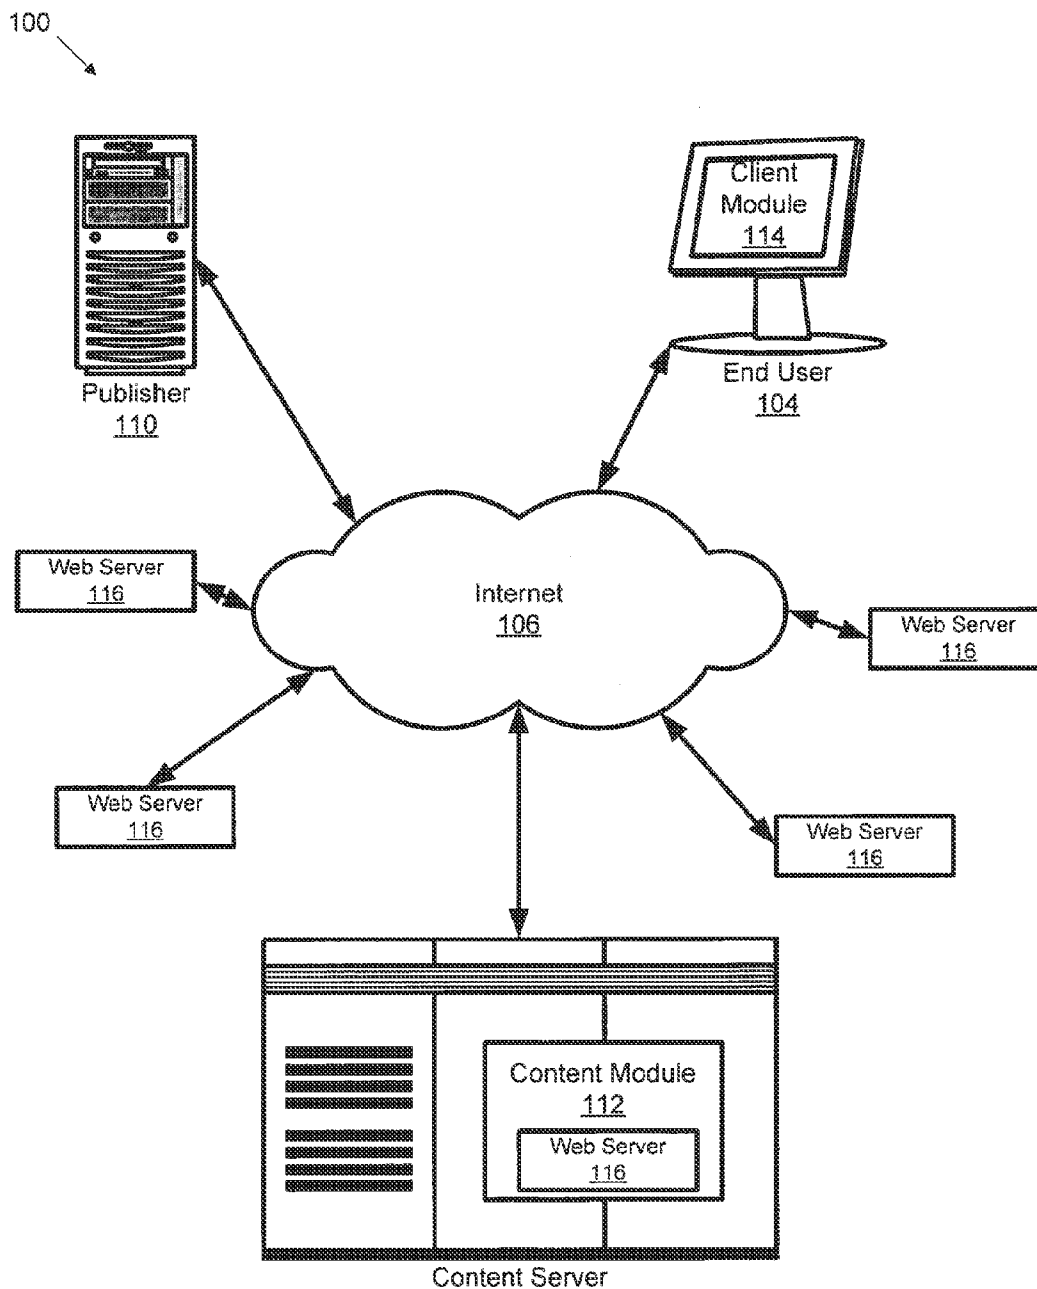 100
Client
Module
114
Publisher
110
End User
104
Web Server
116
Internet
106
Web Server
116
Web Server
116
Web Server
116
Content Module
112
Web Server
116
Content Server